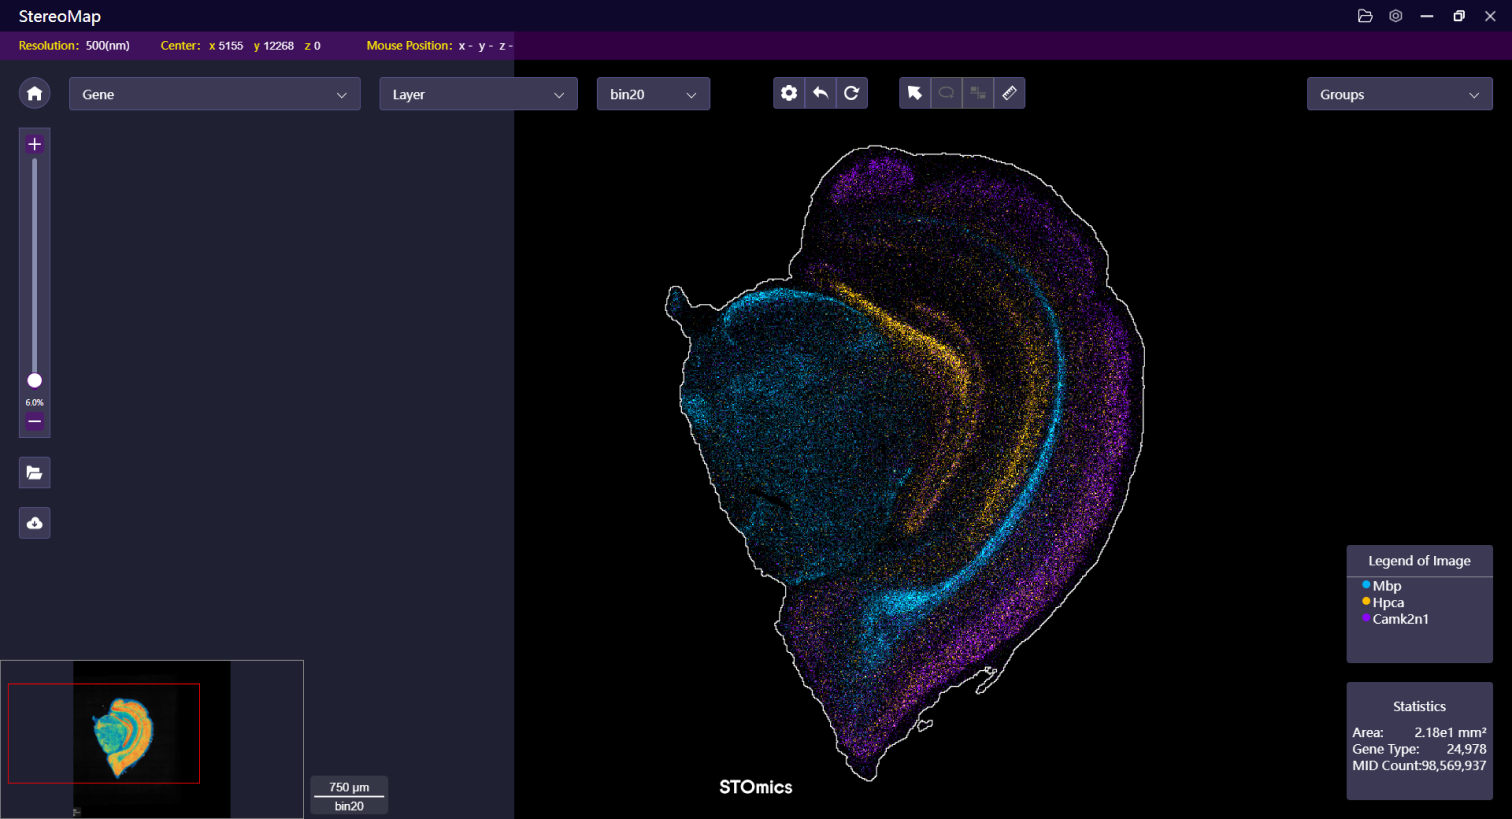 StereoMap
Resolution: 500(nm) Center: x 5155 y 12268 z 0 Mouse Position: x - y - z -
Gene Layer bin20 Groups
6.0%
Legend of Image
Mbp
Hpca
Camk2n1
Statistics
Area: 2.18e1 mm²
Gene Type: 24,978
MID Count:98,569,937
750 μm
bin20
STOmics